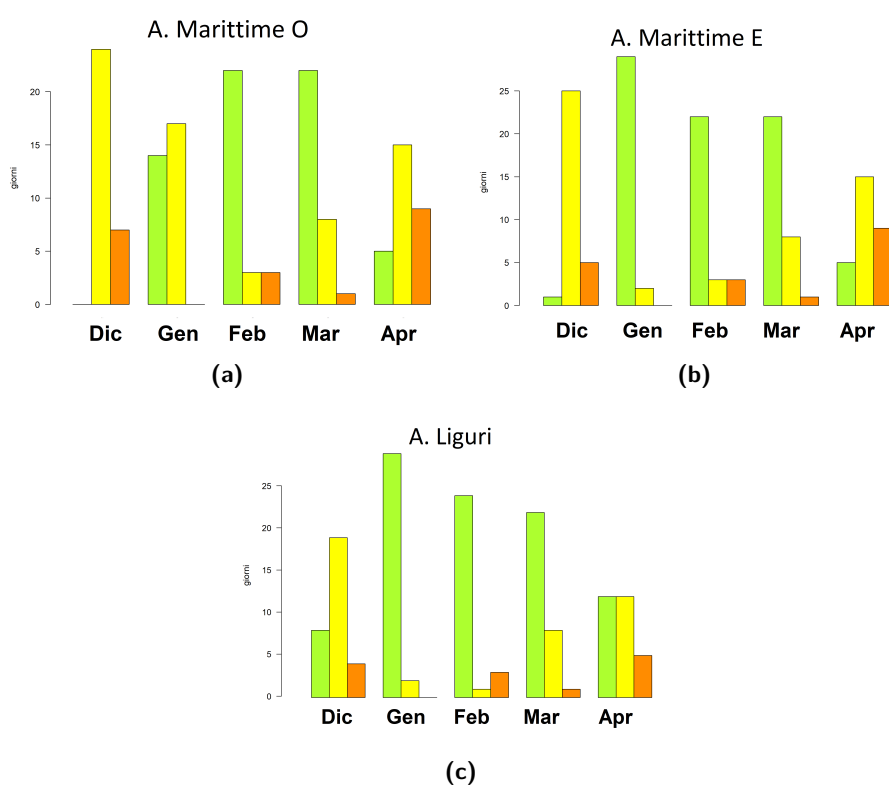 A. Marittime O
giorni
20
15
10
5
0
Dic Gen Feb Mar Apr
(a)
A. Marittime E
giorni
25
20
15
10
5
0
Dic Gen Feb Mar Apr
(b)
A. Liguri
giorni
25
20
15
10
5
0
Dic Gen Feb Mar Apr
(c)